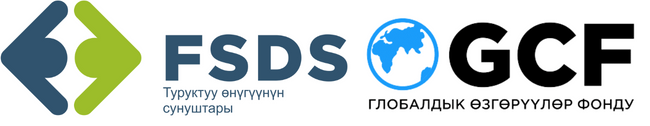 FSDS
Туруктуу өнүгүүнүн
сунуштары
GCF
ГЛОБАЛДЫК ӨЗГӨРҮҮЛӨР ФОНДУ